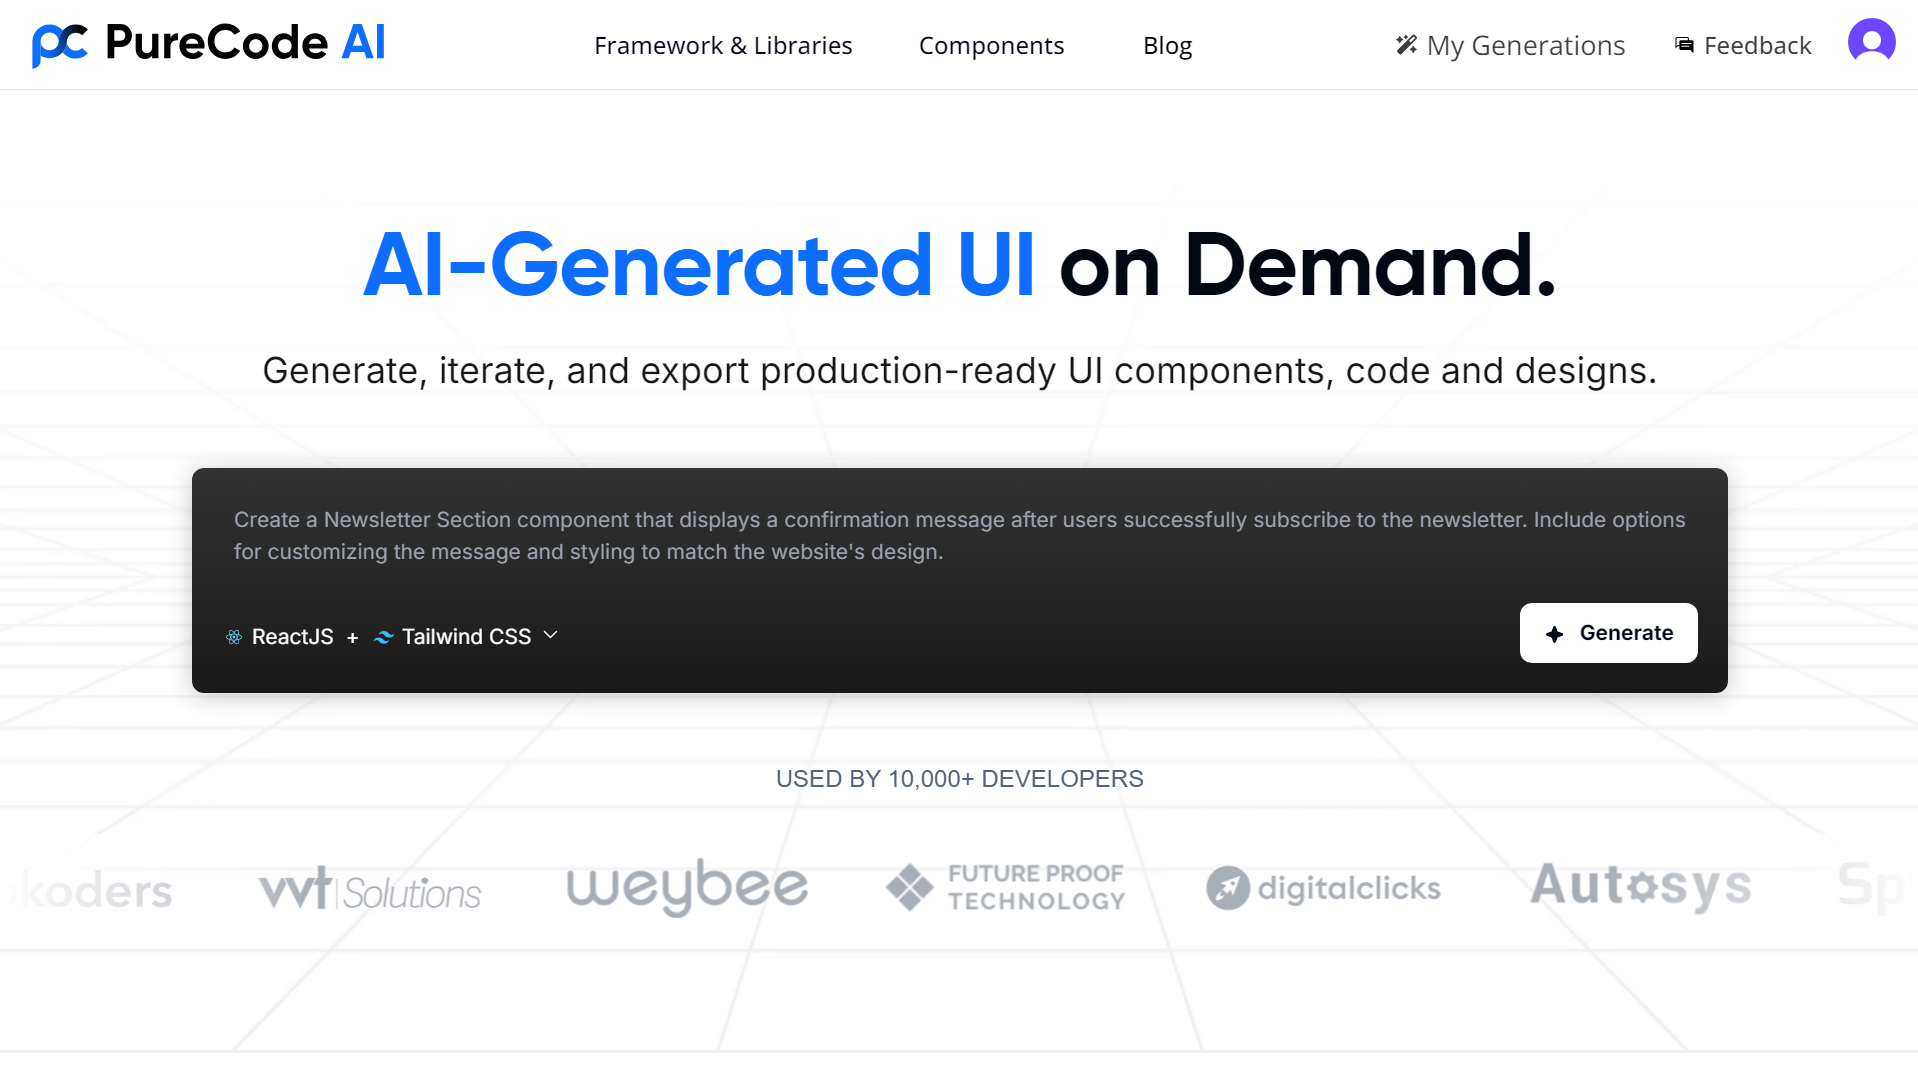 PureCode AI
Framework & Libraries
Components
Blog
My Generations
Feedback
AI-Generated UI on Demand.
Generate, iterate, and export production-ready UI components, code and designs.
Create a Newsletter Section component that displays a confirmation message after users successfully subscribe to the newsletter. Include options
for customizing the message and styling to match the website's design.
ReactJS + Tailwind CSS
Generate
USED BY 10,000+ DEVELOPERS
vvt Solutions
weybee
FUTURE PROOF
TECHNOLOGY
digitalclicks
Autosys